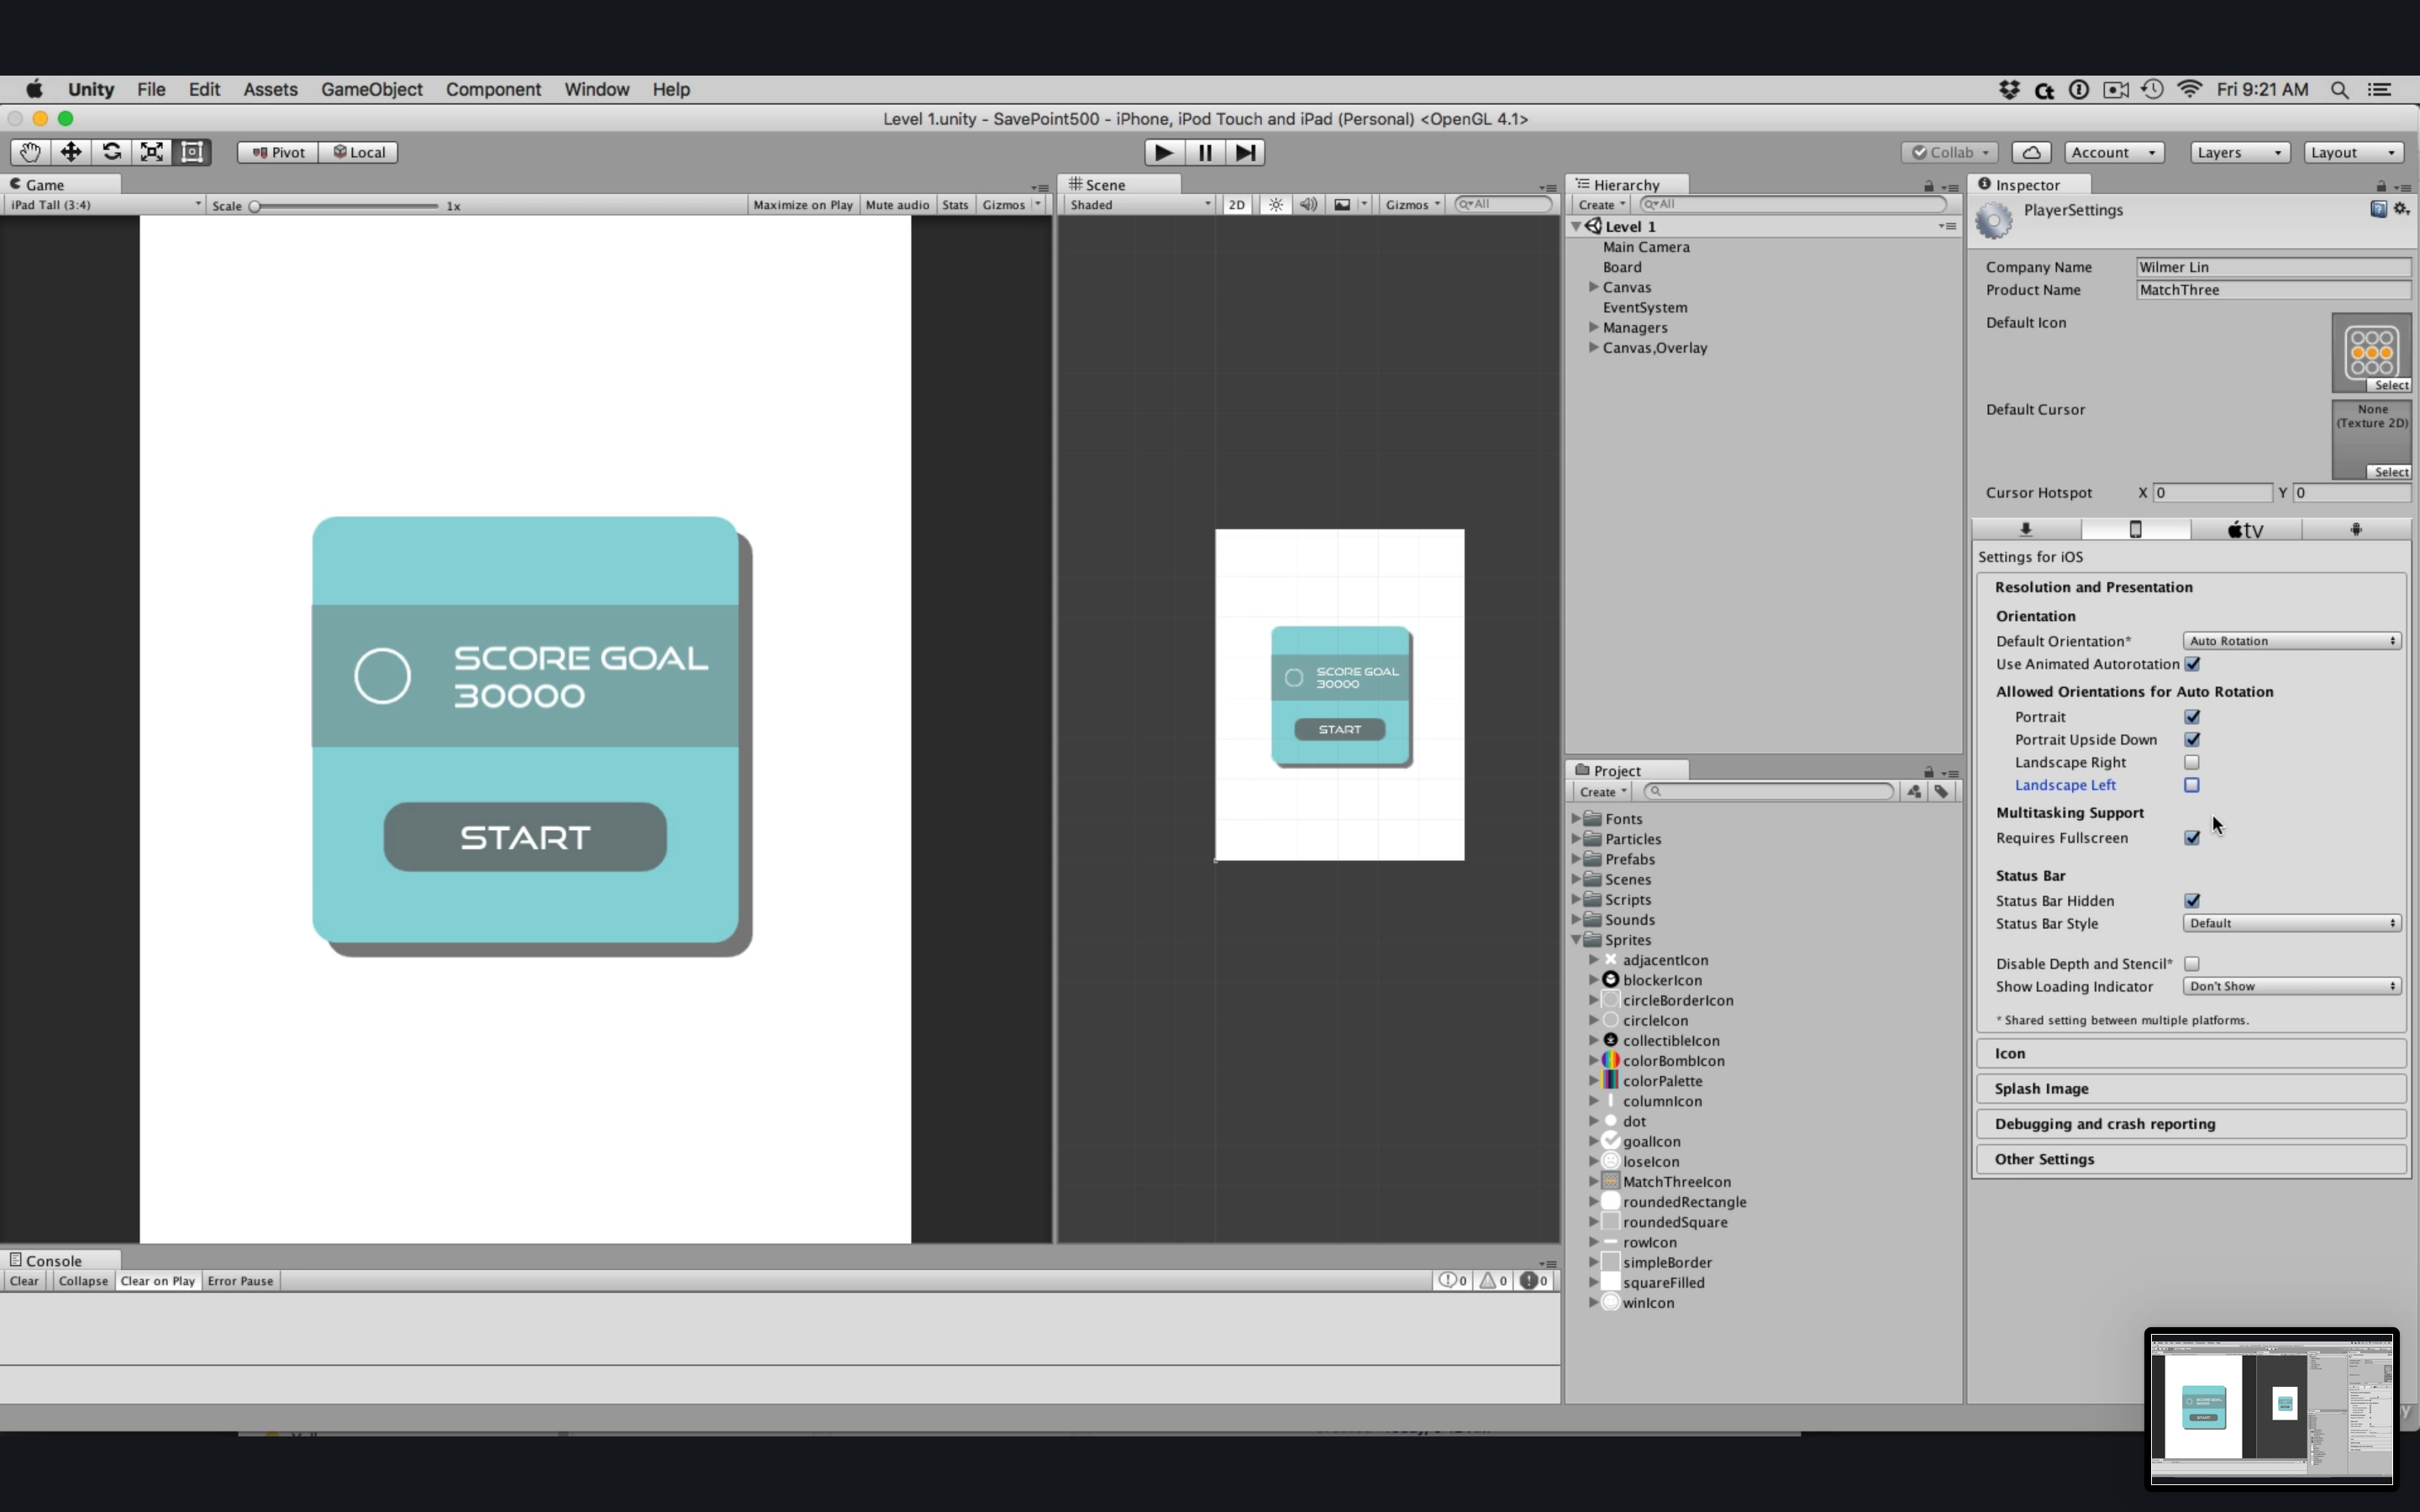 Unity File Edit Assets GameObject Component Window Help
Fri 9:21 AM
Level 1.unity - SavePoint500 - iPhone, iPod Touch and iPad (Personal) <OpenGL 4.1>
Pivot Local
Collab Account Layers Layout
Game
iPad Tall (3:4) Scale 1x Maximize on Play Mute audio Stats Gizmos
SCORE GOAL
30000
START
Scene
Shaded 2D Gizmos All
SCORE GOAL
30000
START
Console
Clear Collapse Clear on Play Error Pause
0 0 0
Hierarchy
Create All
Level 1
Main Camera
Board
Canvas
EventSystem
Managers
Canvas,Overlay
Project
Create
Fonts
Particles
Prefabs
Scenes
Scripts
Sounds
Sprites
adjacentIcon
blockerIcon
circleBorderIcon
circleIcon
collectibleIcon
colorBombIcon
colorPalette
columnIcon
dot
goalIcon
loseIcon
MatchThreeIcon
roundedRectangle
roundedSquare
rowIcon
simpleBorder
squareFilled
winIcon
Inspector
PlayerSettings
Company Name Wilmer Lin
Product Name MatchThree
Default Icon
Select
Default Cursor
None
(Texture 2D)
Select
Cursor Hotspot X 0 Y 0
tv
Settings for iOS
Resolution and Presentation
Orientation
Default Orientation* Auto Rotation
Use Animated Autorotation
Allowed Orientations for Auto Rotation
Portrait
Portrait Upside Down
Landscape Right
Landscape Left
Multitasking Support
Requires Fullscreen
Status Bar
Status Bar Hidden
Status Bar Style Default
Disable Depth and Stencil*
Show Loading Indicator Don't Show
* Shared setting between multiple platforms.
Icon
Splash Image
Debugging and crash reporting
Other Settings